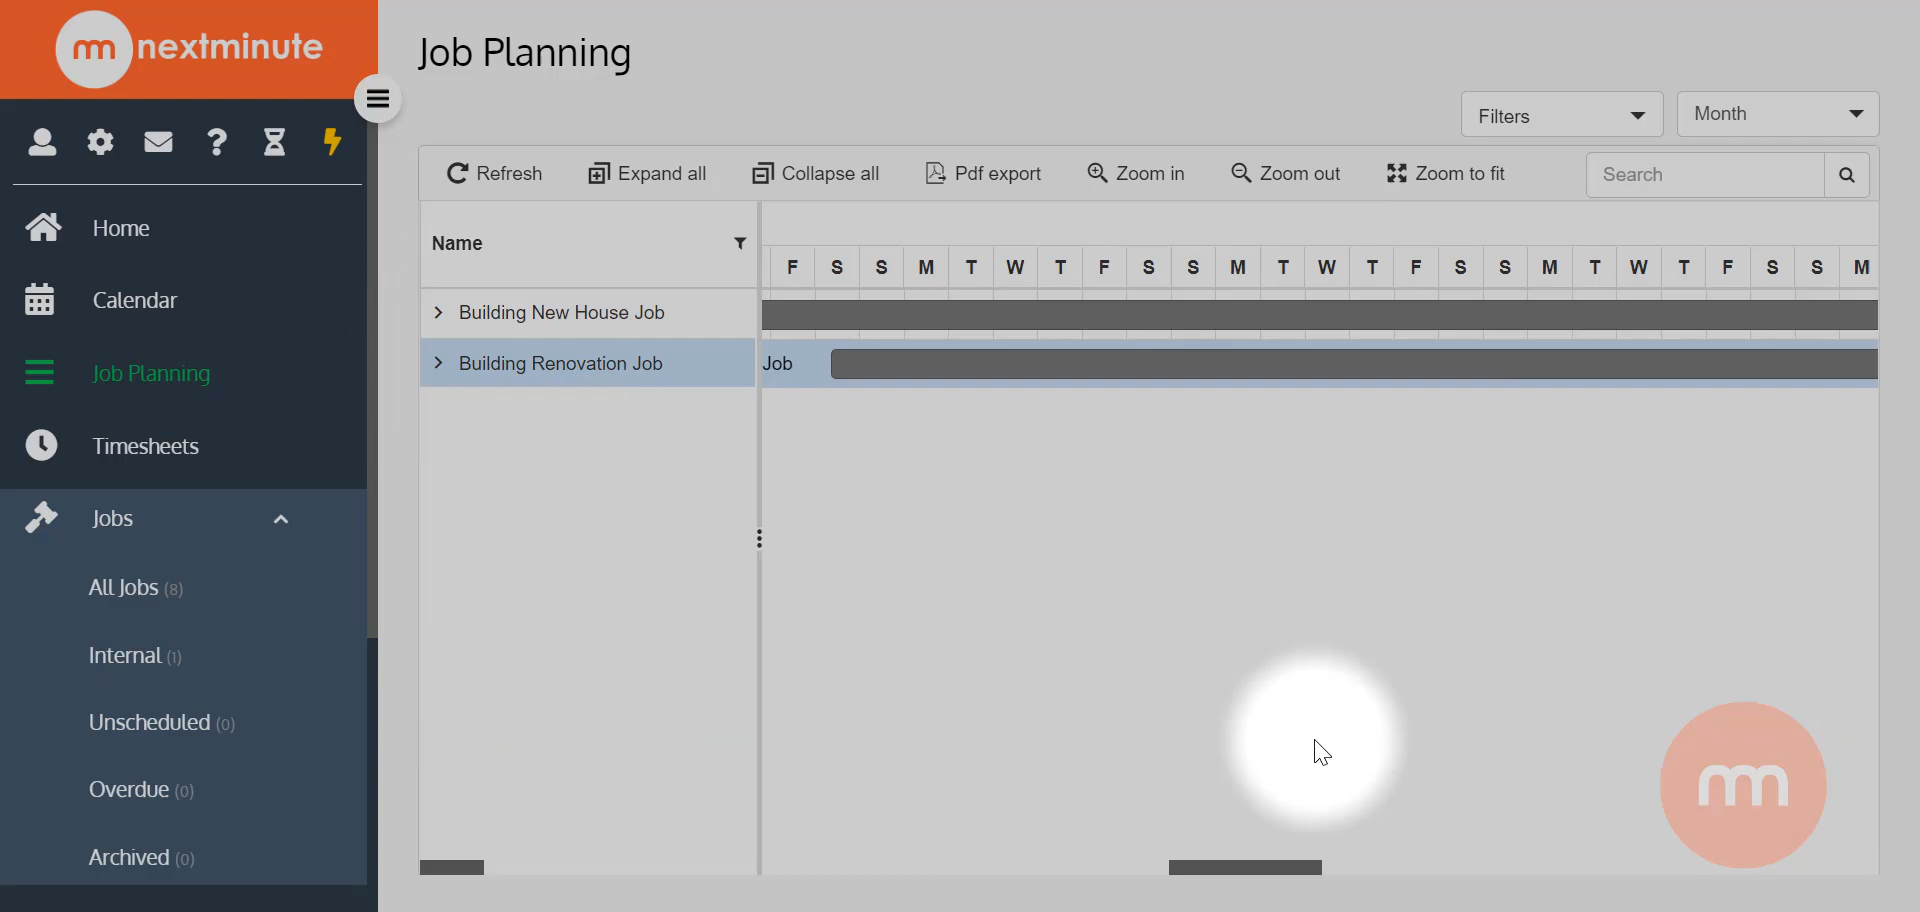 nextminute
Job Planning
Filters
Month
Refresh
Expand all
Collapse all
Pdf export
Zoom in
Zoom out
Zoom to fit
Search
Home
Calendar
Job Planning
Timesheets
Jobs
All Jobs (8)
Internal (1)
Unscheduled (0)
Overdue (0)
Archived (0)
Name
F S S M T W T F S S M T W T F S S M T W T F S S M
Building New House Job
Building Renovation Job
Job